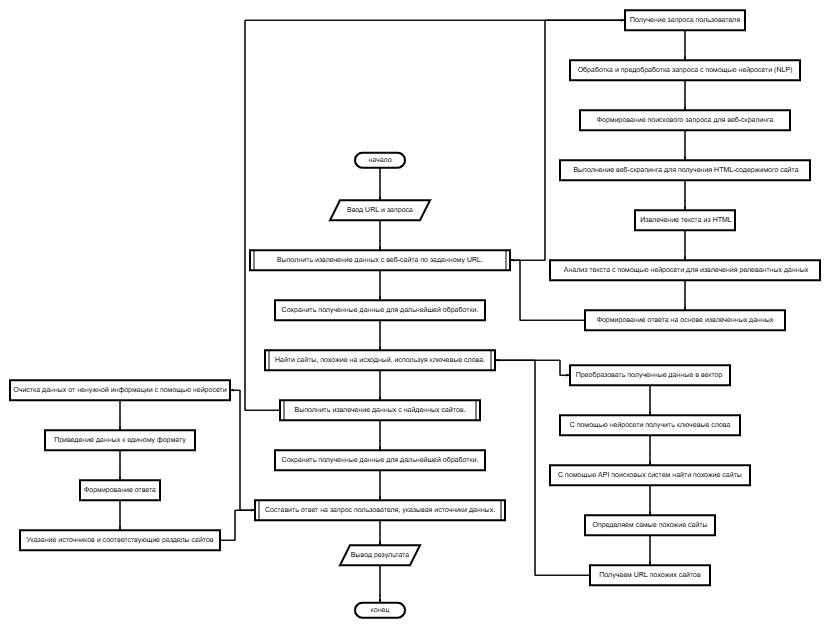 Получение запроса пользователя
Обработка и предобработка запроса с помощью нейросети (NLP)
Формирование поискового запроса для веб-скрапинга
Выполнение веб-скрапинга для получения HTML-содержимого сайта
Извлечение текста из HTML
Анализ текста с помощью нейросети для извлечения релевантных данных
Формирование ответа на основе извлеченных данных
начало
Ввод URL и запроса
Выполнить извлечение данных с веб-сайта по заданному URL.
Сохранить полученные данные для дальнейшей обработки.
Найти сайты, похожие на исходный, используя ключевые слова.
Выполнить извлечение данных с найденных сайтов.
Сохранить полученные данные для дальнейшей обработки.
Составить ответ на запрос пользователя, указывая источники данных.
Вывод результата
конец
Преобразовать полученные данные в вектор
С помощью нейросети получить ключевые слова
С помощью API поисковых систем найти похожие сайты
Определяем самые похожие сайты
Получаем URL похожих сайтов
Очистка данных от ненужной информации с помощью нейросети
Приведение данных к единому формату
Формирование ответа
Указание источников и соответствующие разделы сайтов